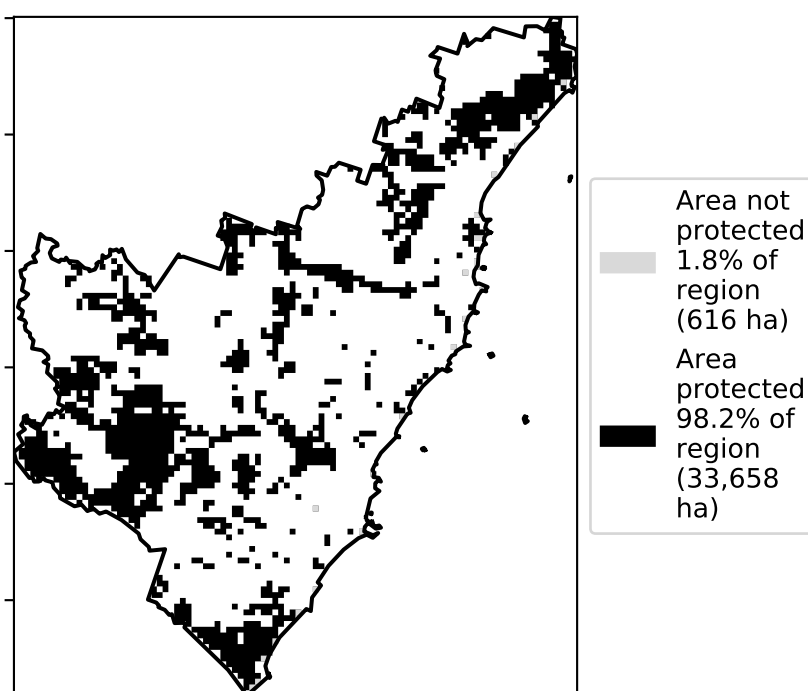 Area not
protected
1.8% of
region
(616 ha)
Area
protected
98.2% of
region
(33,658
ha)